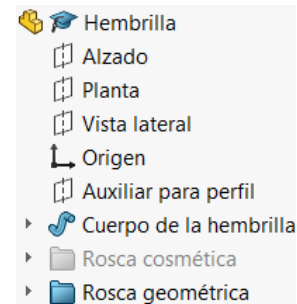 Hembrilla
Alzado
Planta
Vista lateral
Origen
Auxiliar para perfil
Cuerpo de la hembrilla
Rosca cosmética
Rosca geométrica